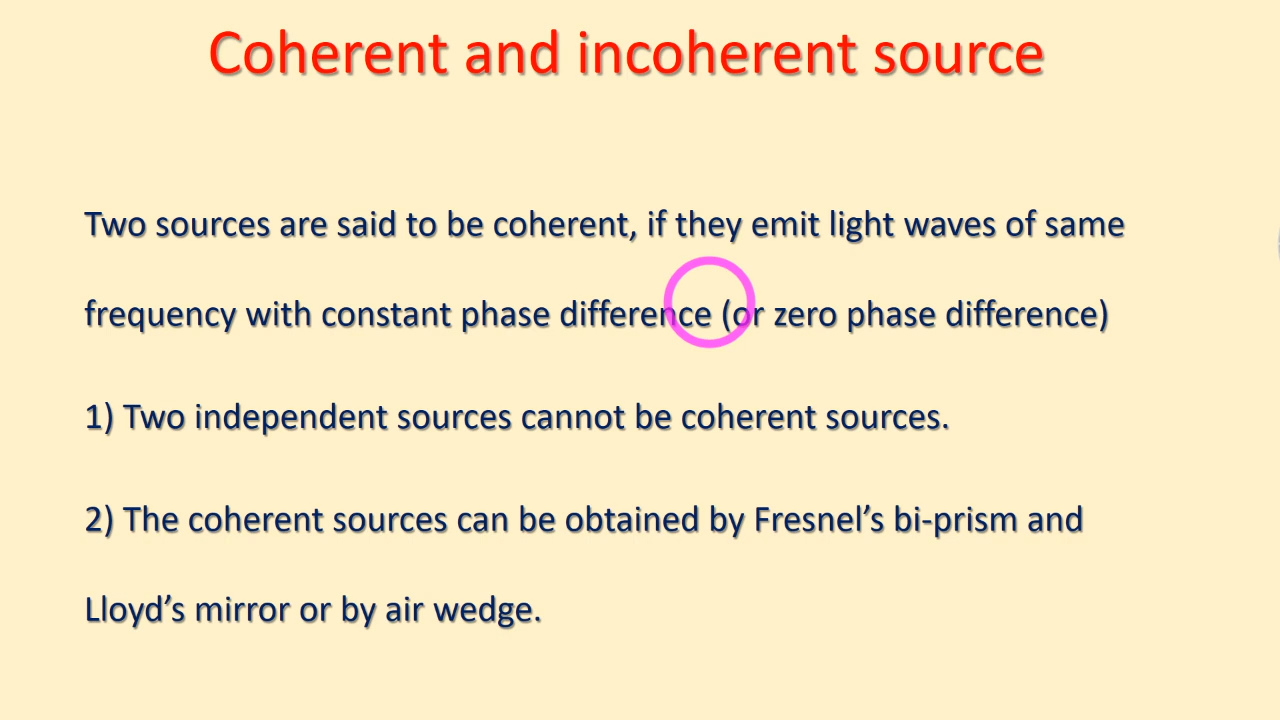 Coherent and incoherent source
Two sources are said to be coherent, if they emit light waves of same
frequency with constant phase difference (or zero phase difference)
1) Two independent sources cannot be coherent sources.
2) The coherent sources can be obtained by Fresnel’s bi-prism and
Lloyd’s mirror or by air wedge.